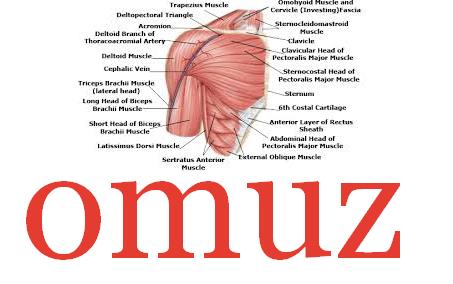 Trapezius Muscle
Deltopectoral Triangle
Acromion
Deltoid Branch of
Thoracoacromial Artery
Deltoid Muscle
Cephalic Vein
Triceps Brachii Muscle
(lateral head)
Long Head of Biceps
Brachii Muscle
Short Head of Biceps
Brachii Muscle
Latissimus Dorsi Muscle
Sertratus Anterior
Muscle
Omohyoid Muscle and
Cervicle (Investing)Fascia
Sternocleidomastroid
Muscle
Clavicle
Clavicular Head of
Pectoralis Major Muscle
Sternocostal Head of
Pectoralis Major Muscle
Sternum
6th Costal Cartilage
Anterior Layer of Rectus
Sheath
Abdominal Head of
Pectoralis Major Muscle
External Oblique Muscle
omuz